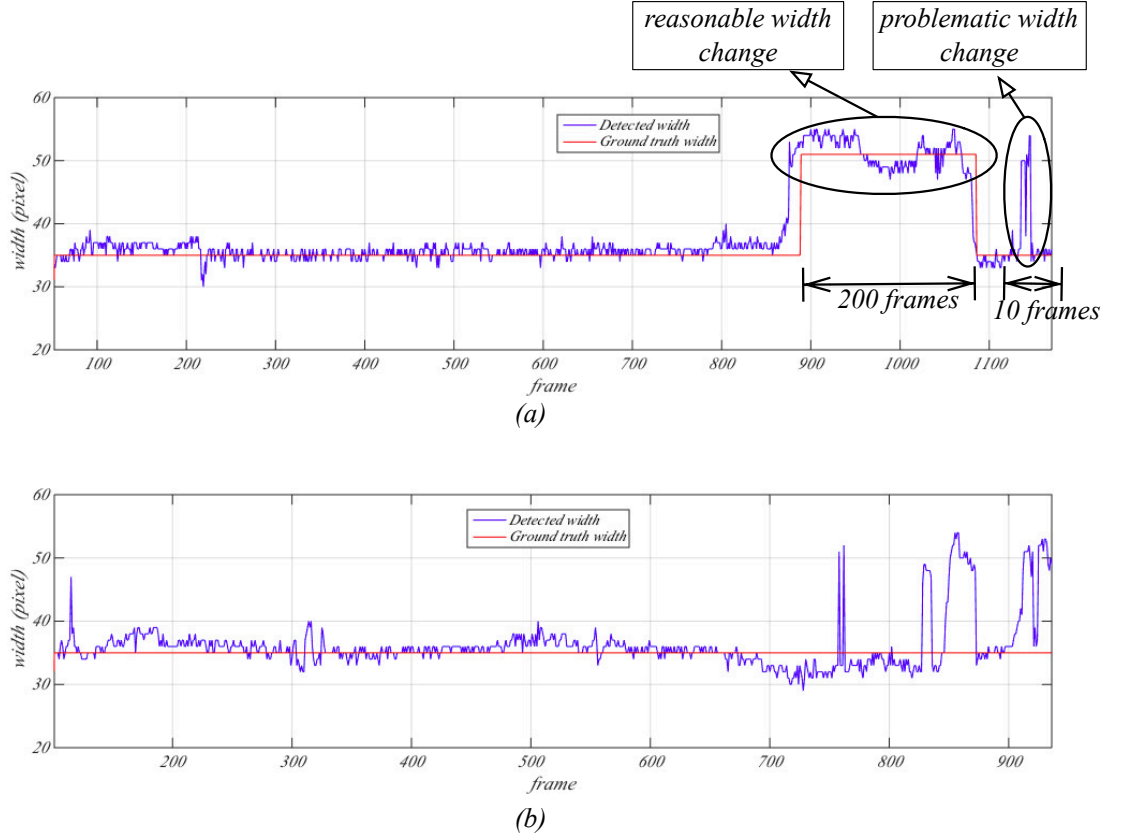 reasonable width
change
problematic width
change
60
50
40
30
20
width (pixel)
Detected width
Ground truth width
200 frames
10 frames
100 200 300 400 500 600 700 800 900 1000 1100
frame
(a)
60
50
40
30
20
width (pixel)
Detected width
Ground truth width
200 300 400 500 600 700 800 900
frame
(b)